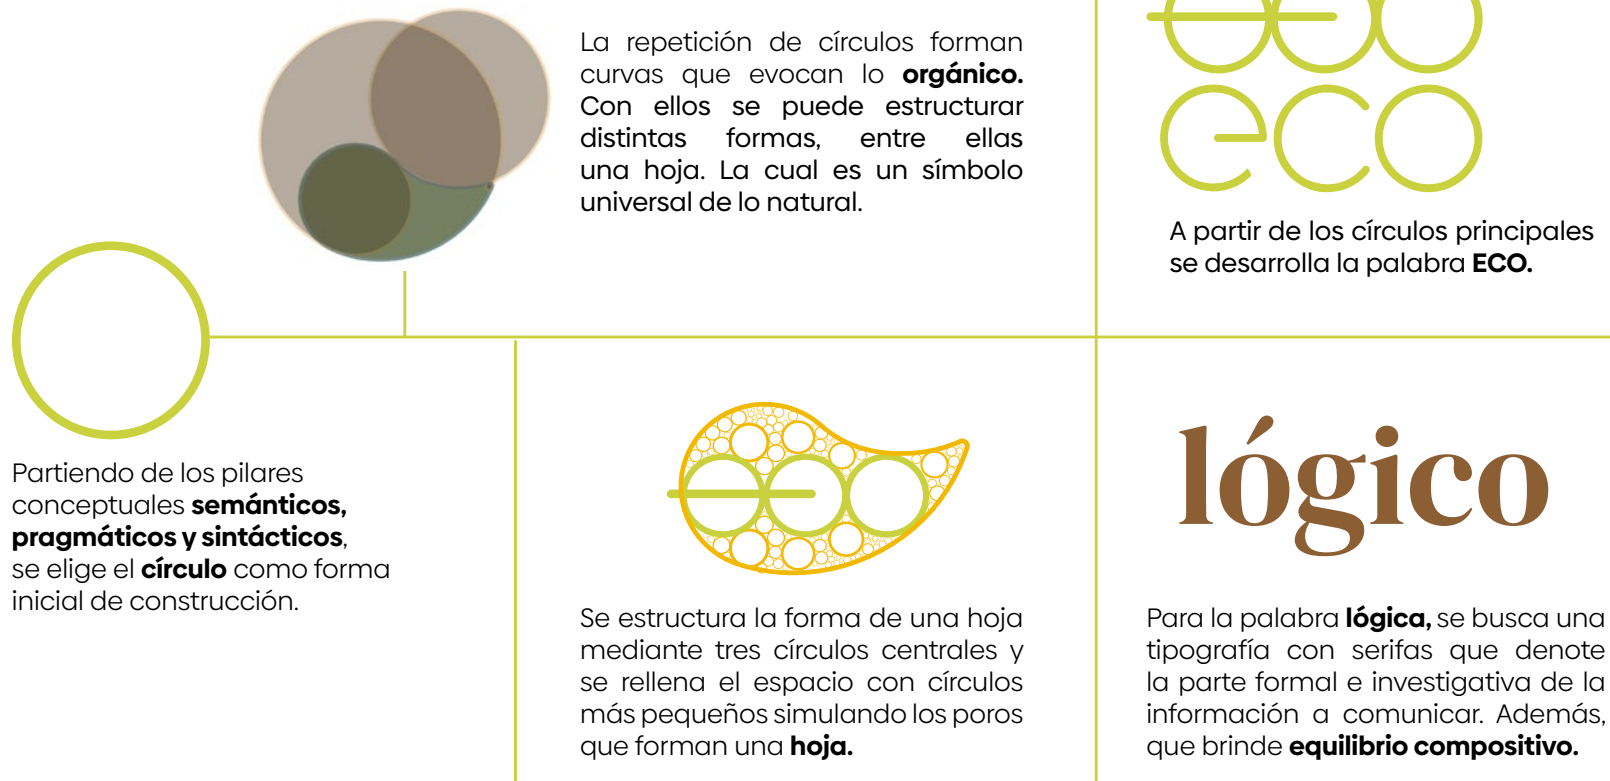 La repetición de círculos forman
curvas que evocan lo orgánico.
Con ellos se puede estructurar
distintas formas, entre ellas
una hoja. La cual es un símbolo
universal de lo natural.
eco
A partir de los círculos principales
se desarrolla la palabra ECO.
Partiendo de los pilares
conceptuales semánticos,
pragmáticos y sintácticos,
se elige el círculo como forma
inicial de construcción.
Se estructura la forma de una hoja
mediante tres círculos centrales y
se rellena el espacio con círculos
más pequeños simulando los poros
que forman una hoja.
lógico
Para la palabra lógica, se busca una
tipografía con serifas que denote
la parte formal e investigativa de la
información a comunicar. Además,
que brinde equilibrio compositivo.